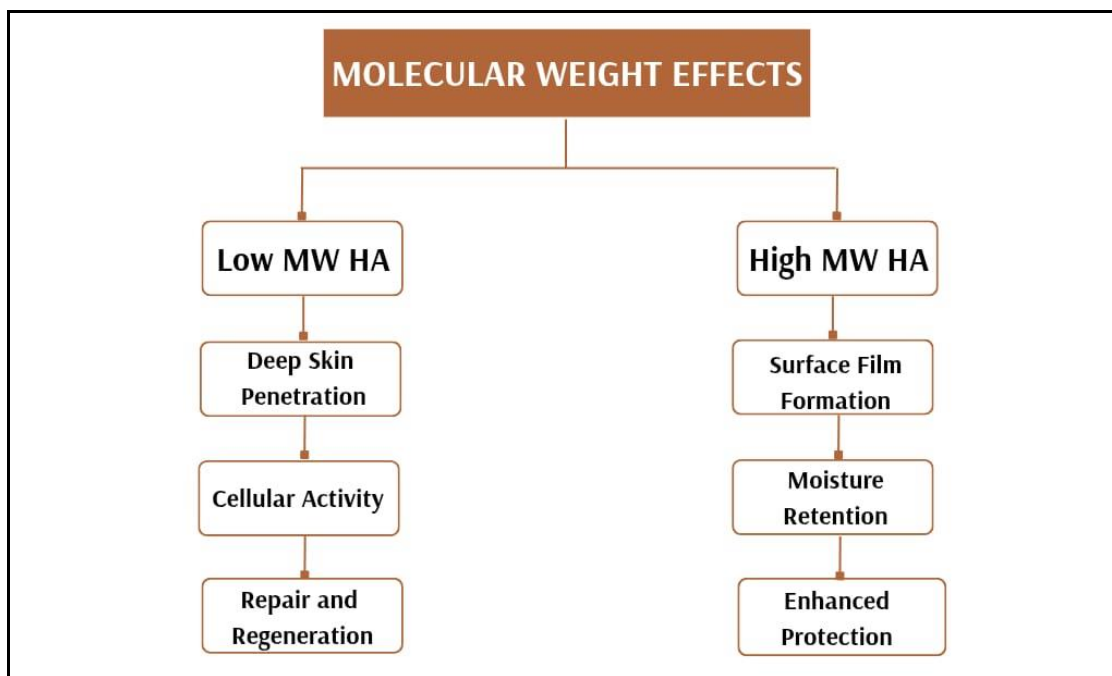 MOLECULAR WEIGHT EFFECTS
Low MW HA
Deep Skin
Penetration
Cellular Activity
Repair and
Regeneration
High MW HA
Surface Film
Formation
Moisture
Retention
Enhanced
Protection